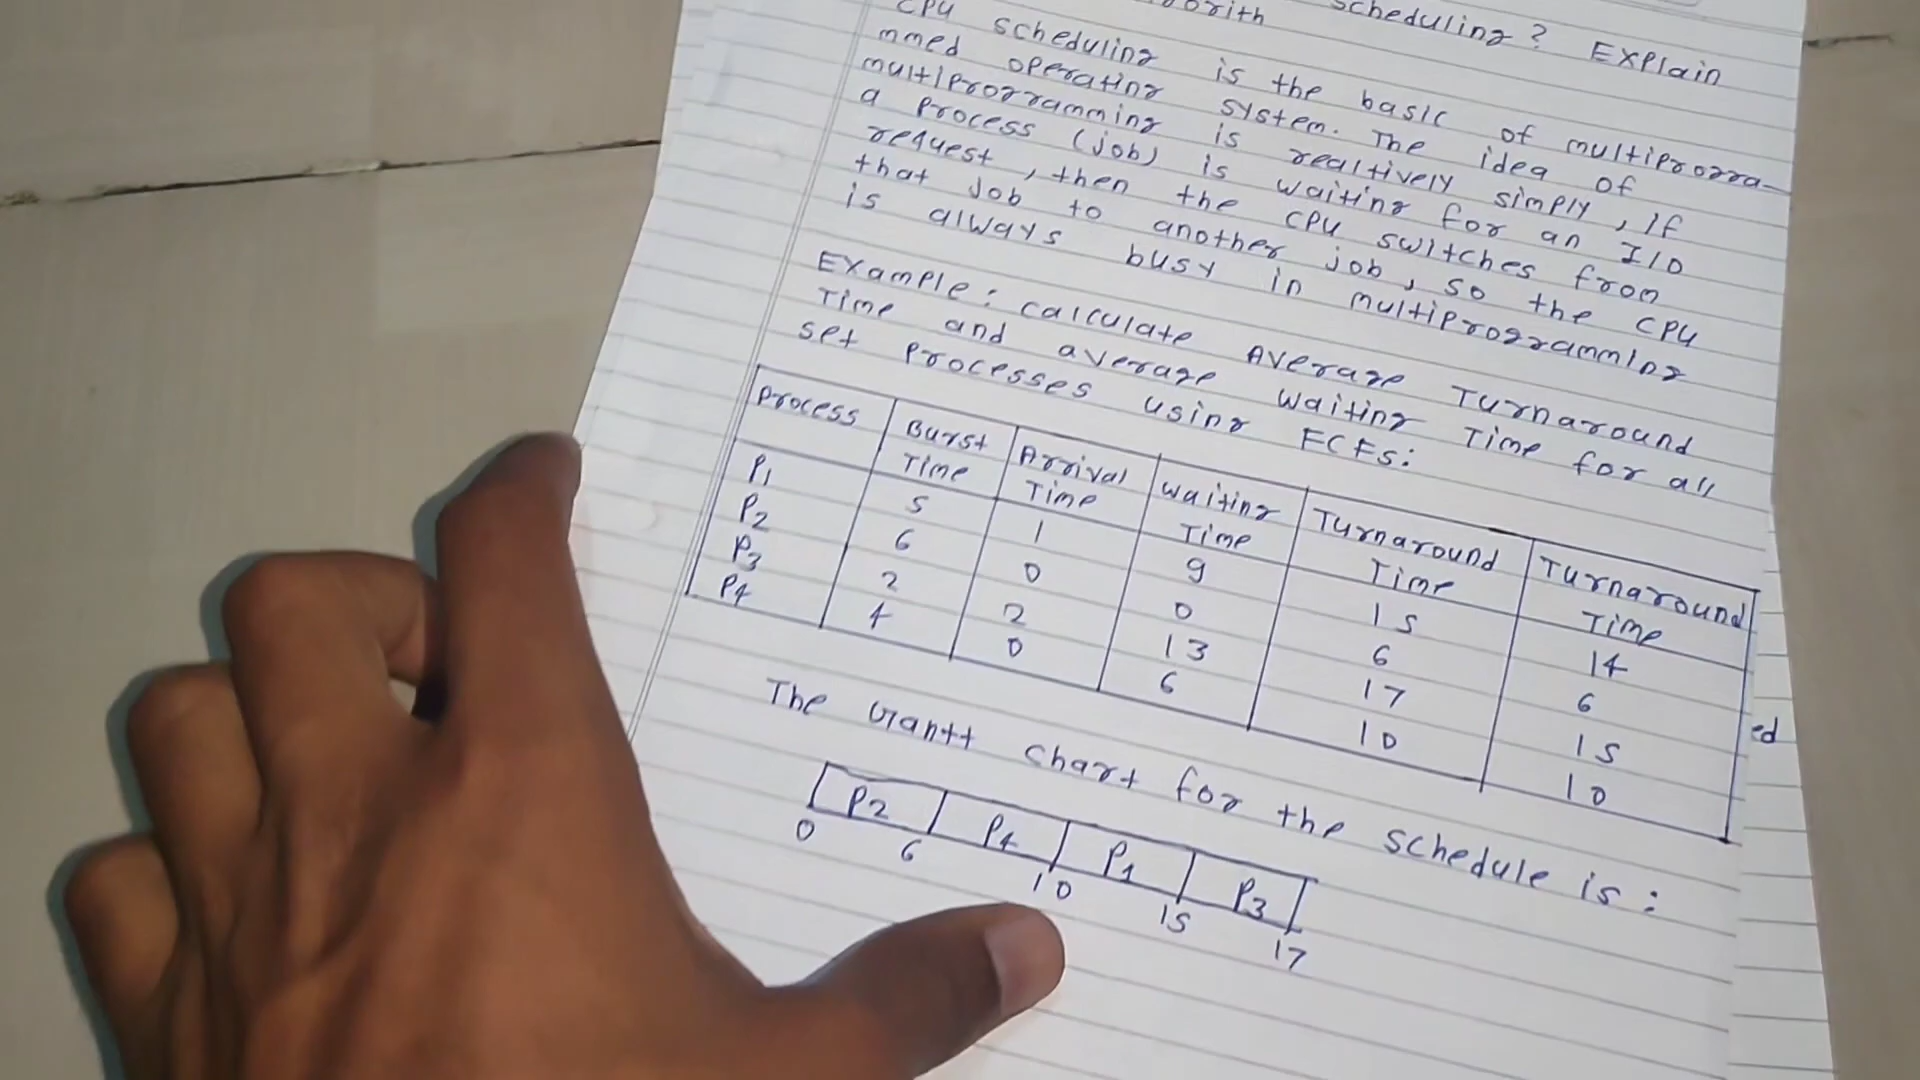 scheduling? Explain
CPU scheduling is the basic of multiprogra-
mmed operating system. The idea of
multiprogramming is realtively simply, If
a process (job) is waiting for an I/O
request, then the CPU switches from
that job to another job, so the CPU
is always busy in multiprogramming
Example: calculate Average Turnaround
Time and average waiting Time for all
set processes using FCFS:
Process Burst Time Arrival Time Waiting Time Turnaround Time Turnaround Time
P1 5 1 9 15 14
P2 6 0 0 6 6
P3 2 2 13 17 15
P4 4 0 6 10 10
ed
The Gantt chart for the schedule is:
P2 P4 P1 P3
0 6 10 15 17